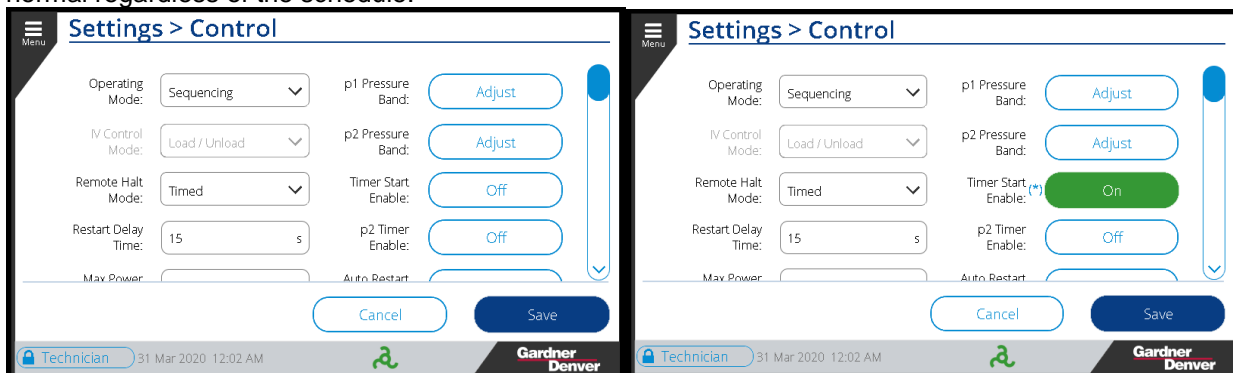 normal regardless of the schedule.
Menu
Settings > Control
Operating Mode:
Sequencing
p1 Pressure Band:
Adjust
IV Control Mode:
Load / Unload
p2 Pressure Band:
Adjust
Remote Halt Mode:
Timed
Timer Start Enable:
Off
Restart Delay Time:
15 s
p2 Timer Enable:
Off
Max Power
Auto Restart
Cancel
Save
Technician
31 Mar 2020 12:02 AM
Gardner
Denver
Menu
Settings > Control
Operating Mode:
Sequencing
p1 Pressure Band:
Adjust
IV Control Mode:
Load / Unload
p2 Pressure Band:
Adjust
Remote Halt Mode:
Timed
Timer Start Enable: (*)
On
Restart Delay Time:
15 s
p2 Timer Enable:
Off
Max Power
Auto Restart
Cancel
Save
Technician
31 Mar 2020 12:02 AM
Gardner
Denver